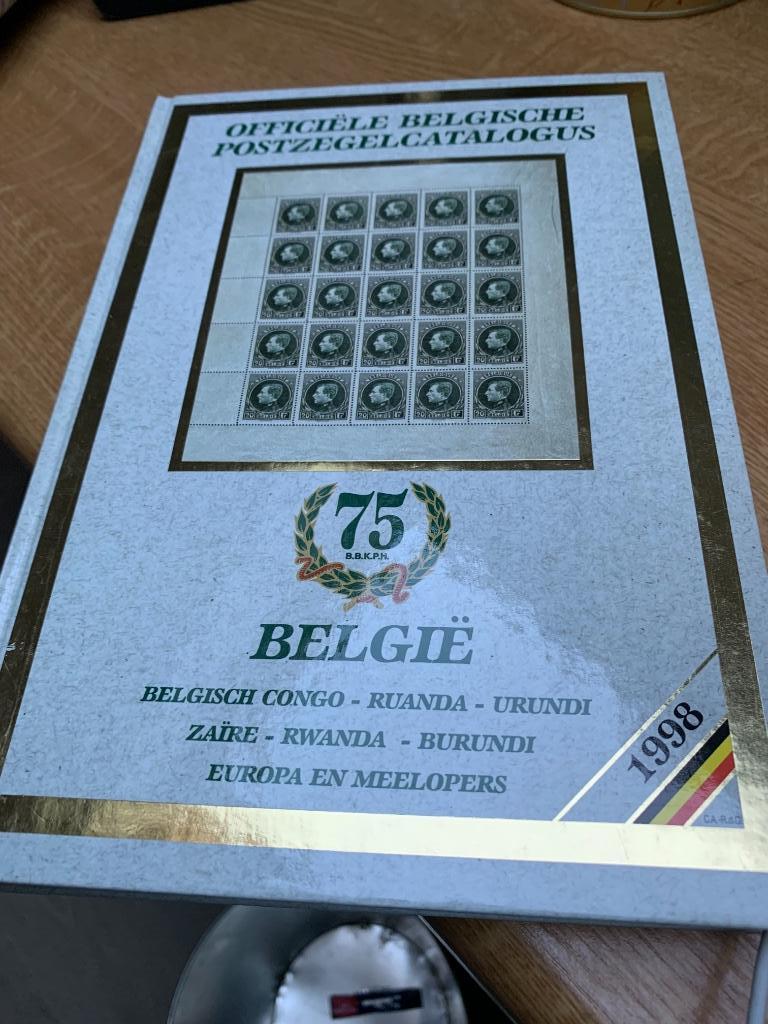 OFFICIËLE BELGISCHE
POSTZEGELCATALOGUS
75
B.B.K.P.H.
BELGIË
BELGISCH CONGO - RUANDA - URUNDI
ZAÏRE - RWANDA - BURUNDI
EUROPA EN MEELOPERS
1998